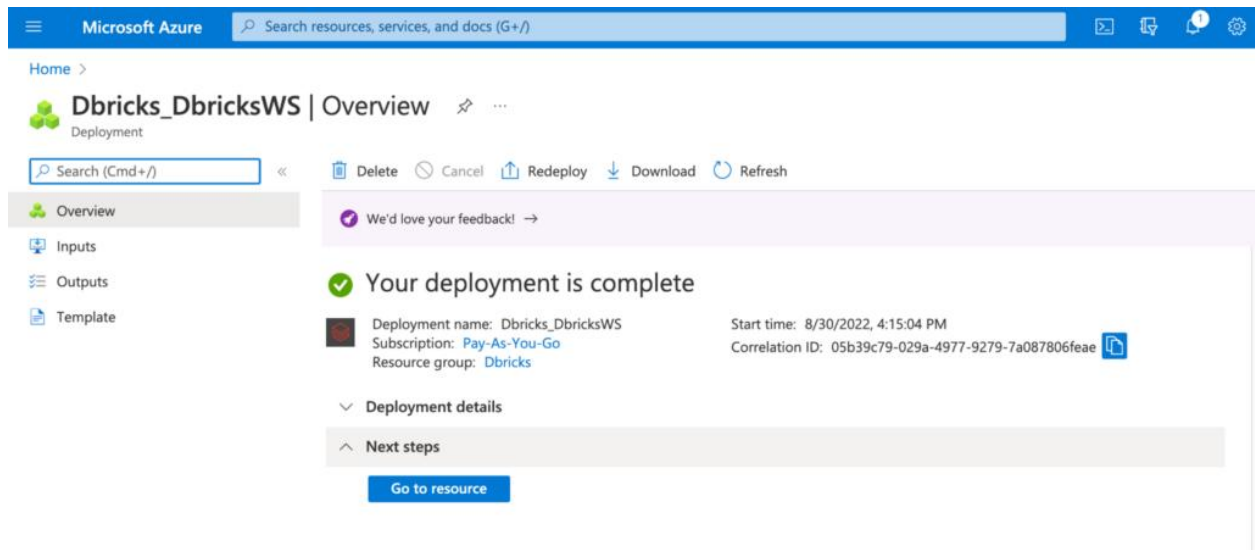 Microsoft Azure
Search resources, services, and docs (G+/)
1
Home >
Dbricks_DbricksWS | Overview
Deployment
Search (Cmd+/)
«
Delete
Cancel
Redeploy
Download
Refresh
Overview
Inputs
Outputs
Template
We'd love your feedback! →
Your deployment is complete
Deployment name: Dbricks_DbricksWS
Subscription: Pay-As-You-Go
Resource group: Dbricks
Start time: 8/30/2022, 4:15:04 PM
Correlation ID: 05b39c79-029a-4977-9279-7a087806feae
Deployment details
Next steps
Go to resource